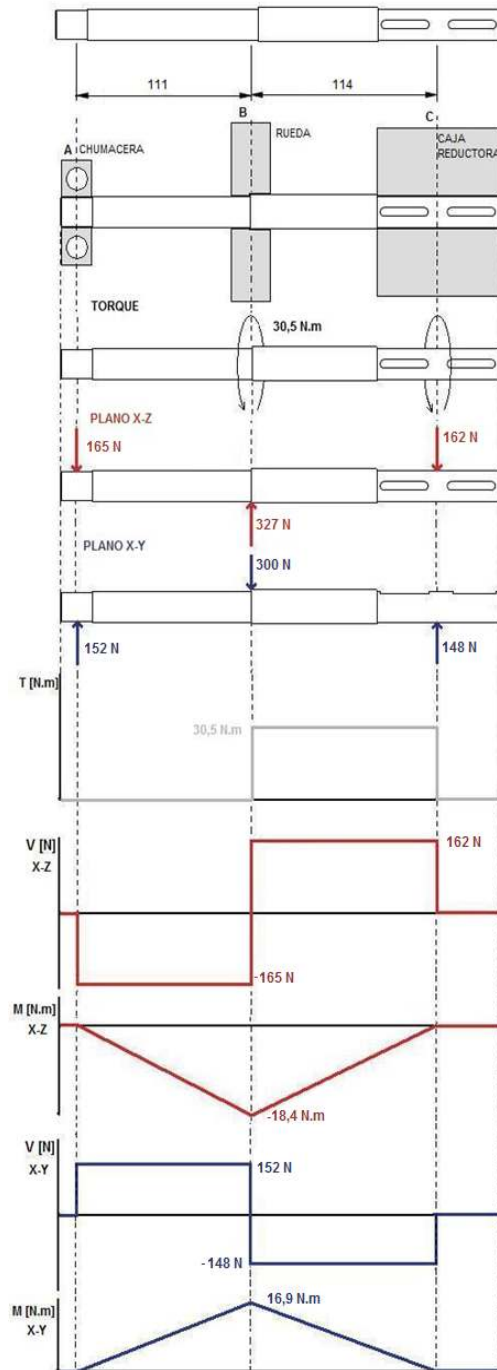 111
114
B
RUEDA
C
CAJA
REDUCTORA
A CHUMACERA
TORQUE
30,5 N.m
PLANO X-Z
165 N
162 N
327 N
PLANO X-Y
300 N
152 N
148 N
T [N.m]
30,5 N.m
V [N]
X-Z
162 N
-165 N
M [N.m]
X-Z
-18,4 N.m
V [N]
X-Y
152 N
-148 N
16,9 N.m
M [N.m]
X-Y